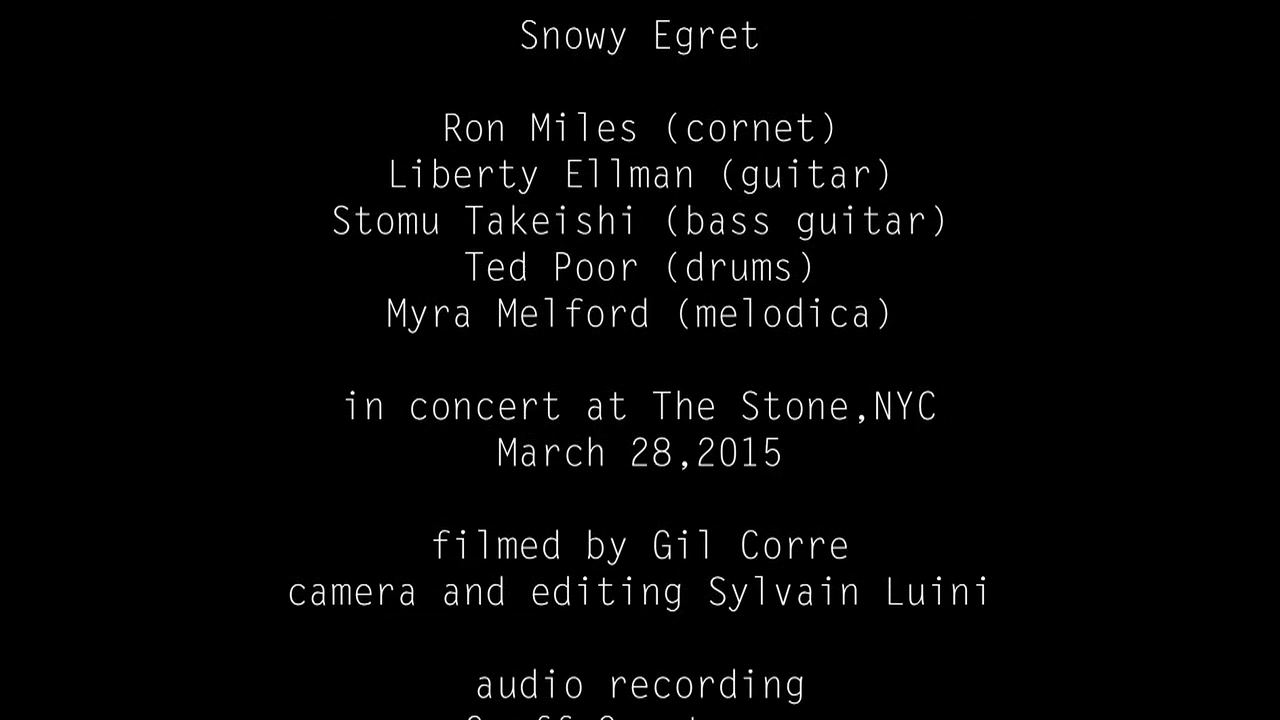 Snowy Egret
Ron Miles (cornet)
Liberty Ellman (guitar)
Stomu Takeishi (bass guitar)
Ted Poor (drums)
Myra Melford (melodica)
in concert at The Stone,NYC
March 28,2015
filmed by Gil Corre
camera and editing Sylvain Luini
audio recording